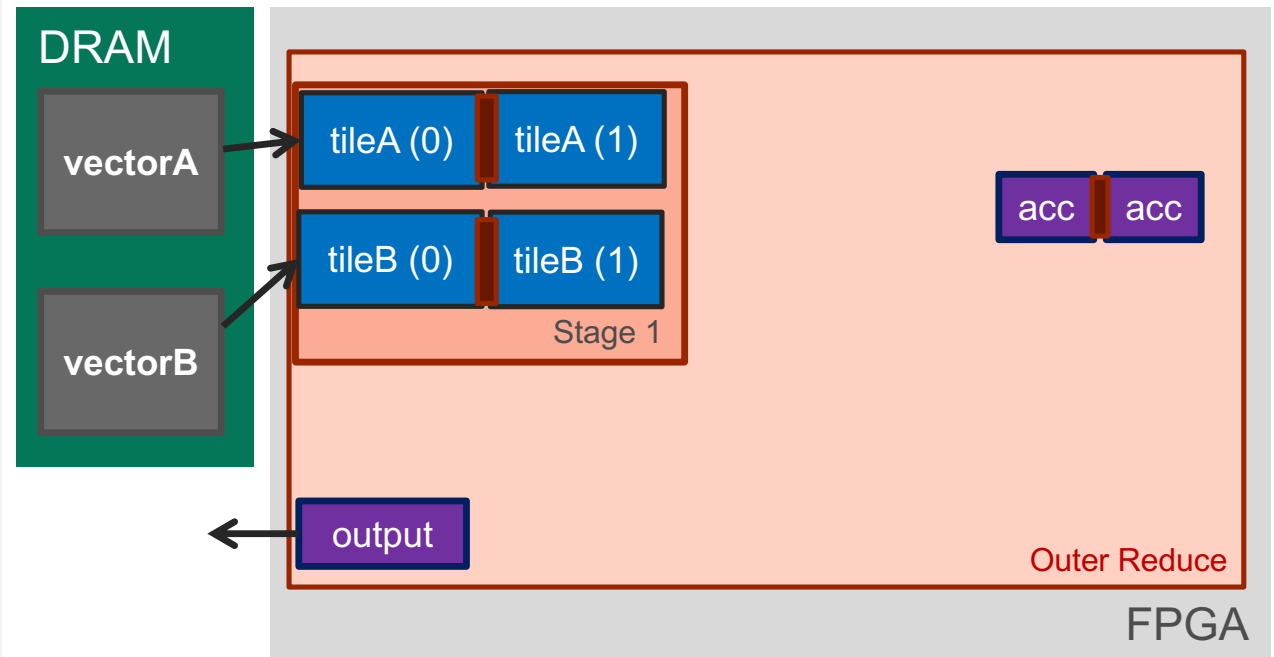 DRAM
vectorA
vectorB
tileA (0)
tileA (1)
tileB (0)
tileB (1)
Stage 1
acc
acc
output
Outer Reduce
FPGA